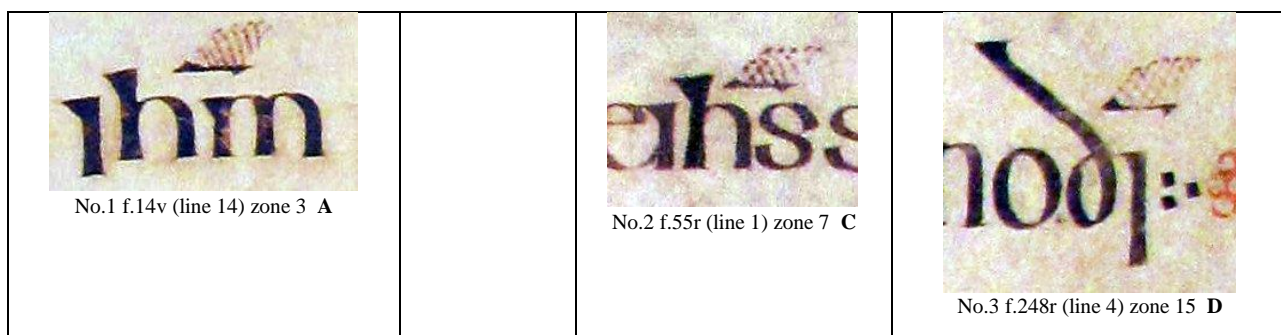 ihm
No.1 f.14v (line 14) zone 3 A
eihss
No.2 f.55r (line 1) zone 7 C
No.3 f.248r (line 4) zone 15 D